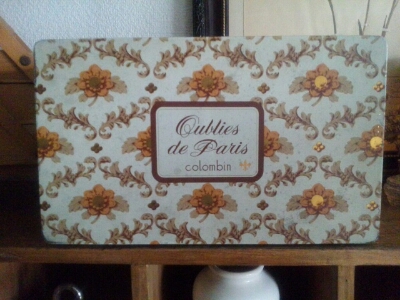 Oublies
de Paris
colombin